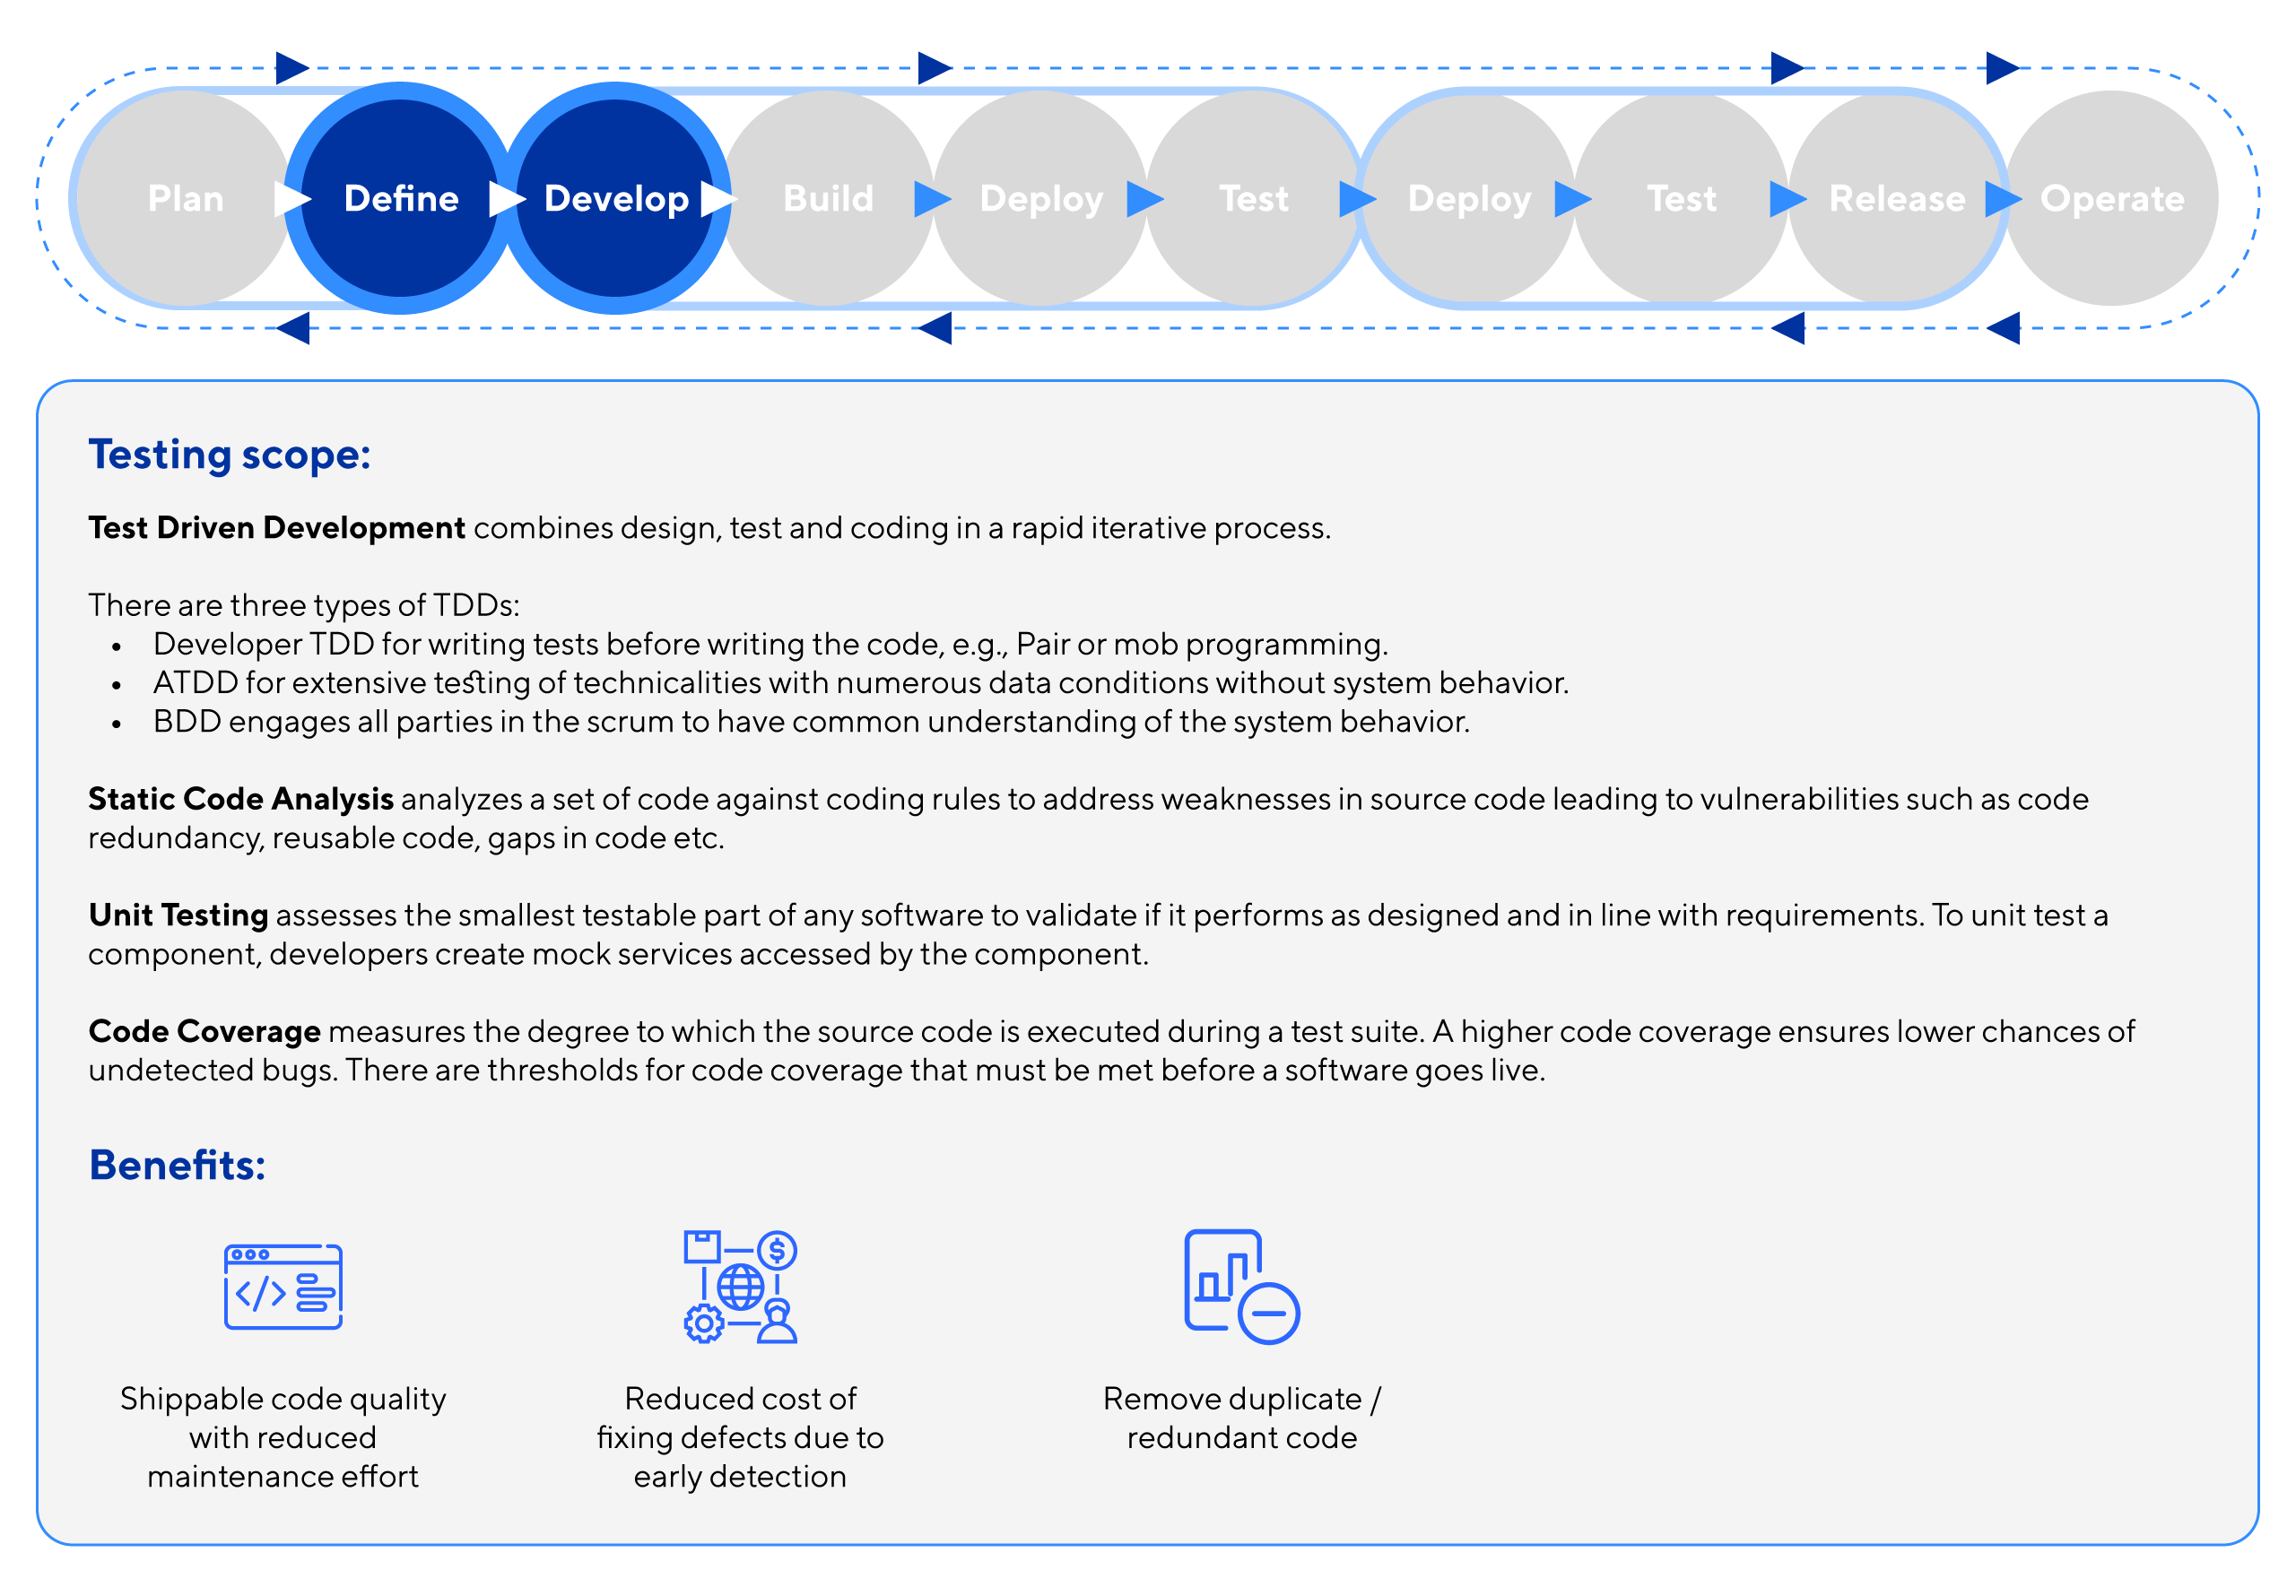 Plan
Define
Develop
Build
Deploy
Test
Deploy
Test
Release
Operate
Testing scope:
Test Driven Development combines design, test and coding in a rapid iterative process.
There are three types of TDDs:
• Developer TDD for writing tests before writing the code, e.g., Pair or mob programming.
• ATDD for extensive testing of technicalities with numerous data conditions without system behavior.
• BDD engages all parties in the scrum to have common understanding of the system behavior.
Static Code Analysis analyzes a set of code against coding rules to address weaknesses in source code leading to vulnerabilities such as code
redundancy, reusable code, gaps in code etc.
Unit Testing assesses the smallest testable part of any software to validate if it performs as designed and in line with requirements. To unit test a
component, developers create mock services accessed by the component.
Code Coverage measures the degree to which the source code is executed during a test suite. A higher code coverage ensures lower chances of
undetected bugs. There are thresholds for code coverage that must be met before a software goes live.
Benefits:
Shippable code quality
with reduced
maintenance effort
Reduced cost of
fixing defects due to
early detection
Remove duplicate /
redundant code